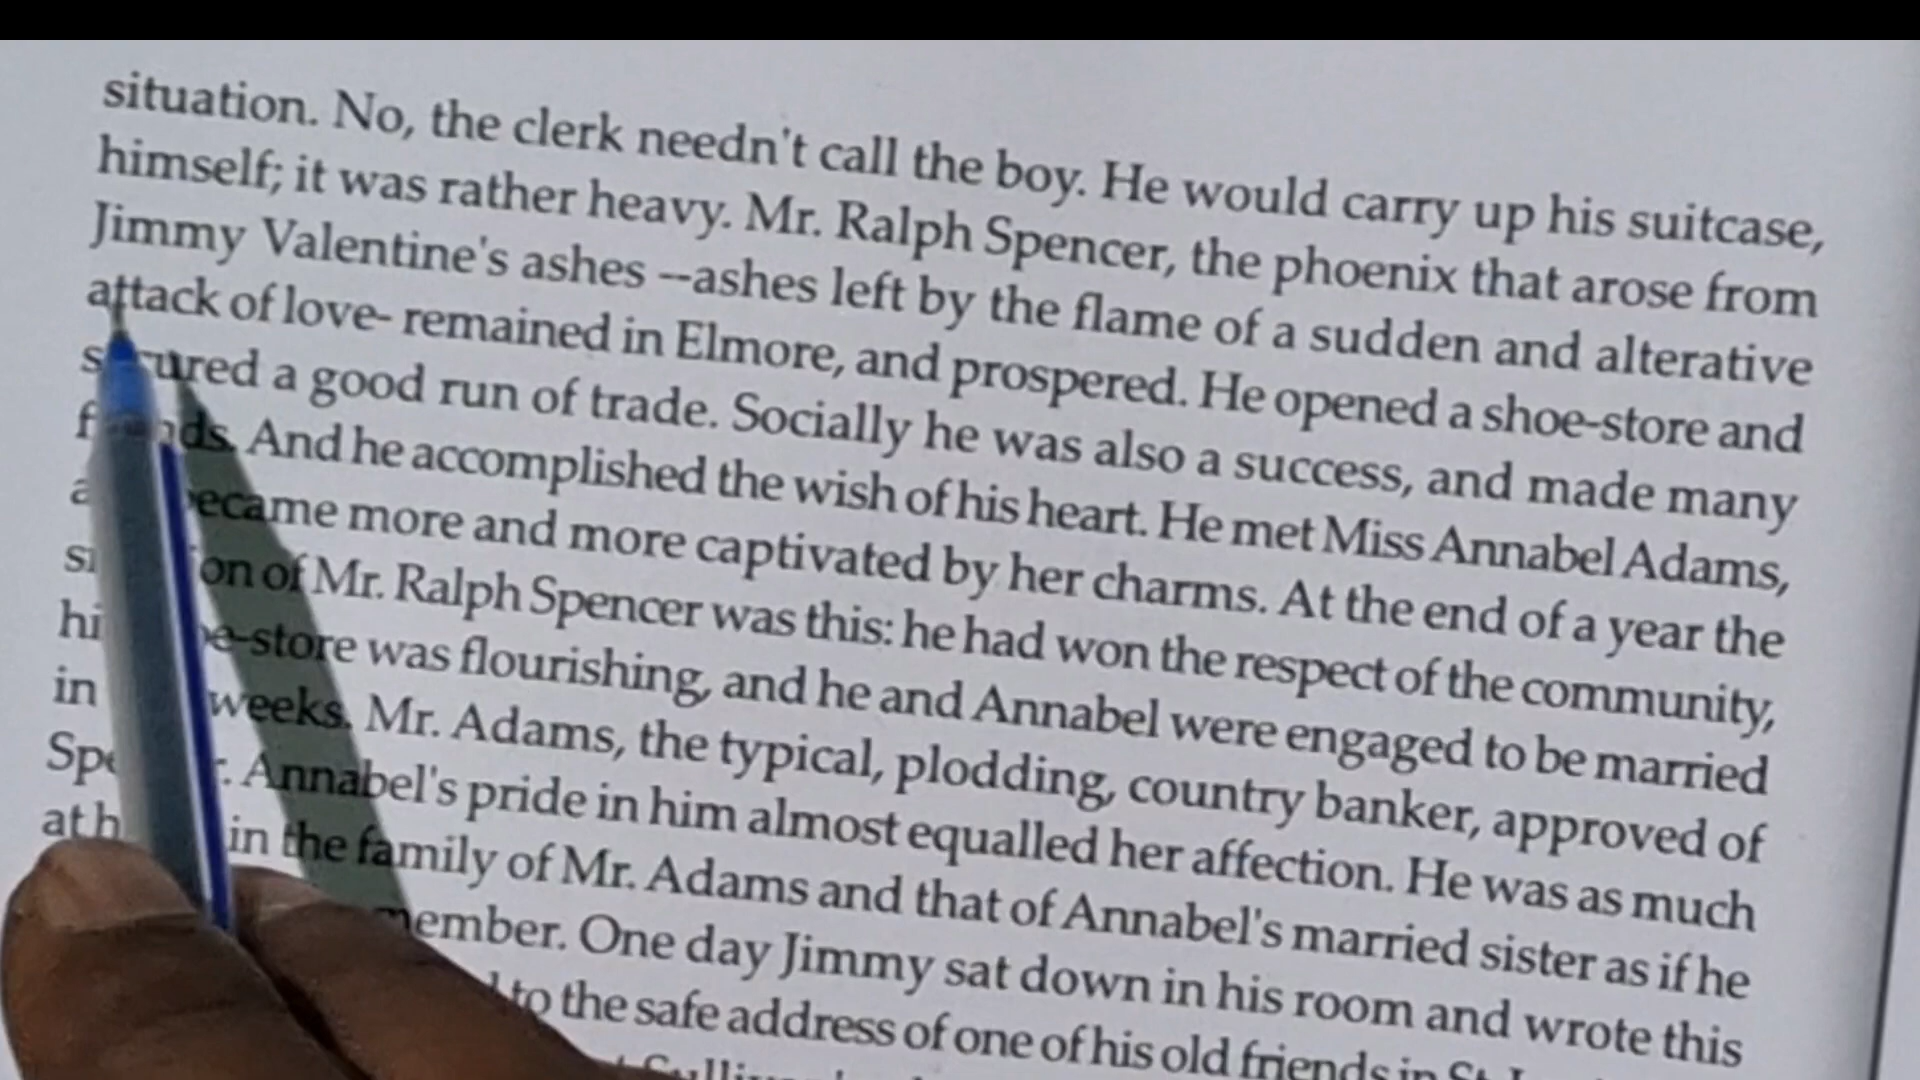 situation. No, the clerk needn't call the boy. He would carry up his suitcase,
himself; it was rather heavy. Mr. Ralph Spencer, the phoenix that arose from
Jimmy Valentine's ashes --ashes left by the flame of a sudden and alterative
attack of love- remained in Elmore, and prospered. He opened a shoe-store and
secured a good run of trade. Socially he was also a success, and made many
And he accomplished the wish of his heart. He met Miss Annabel Adams,
became more and more captivated by her charms. At the end of a year the
of Mr. Ralph Spencer was this: he had won the respect of the community,
was flourishing, and he and Annabel were engaged to be married
in weeks. Mr. Adams, the typical, plodding, country banker, approved of
Annabel's pride in him almost equalled her affection. He was as much
in the family of Mr. Adams and that of Annabel's married sister as if he
member. One day Jimmy sat down in his room and wrote this
to the safe address of one of his old friends in St.